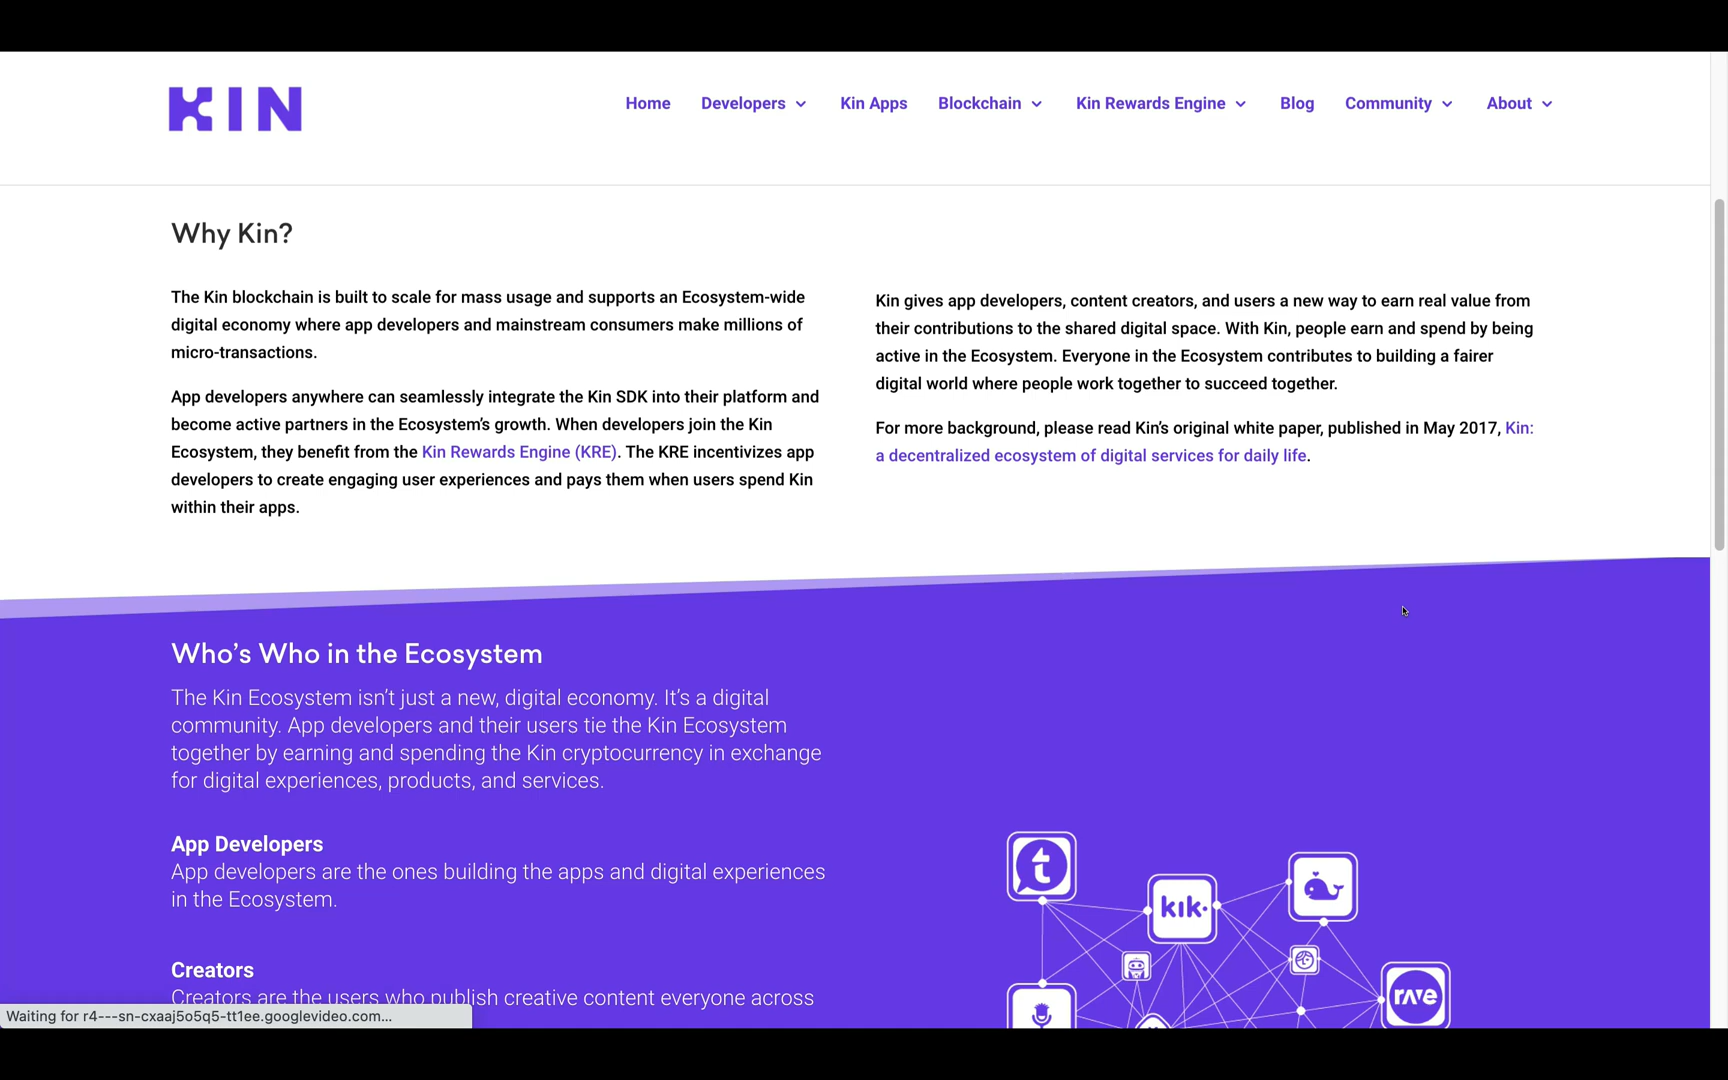 KIN
Home Developers Kin Apps Blockchain Kin Rewards Engine Blog Community About
Why Kin?
The Kin blockchain is built to scale for mass usage and supports an Ecosystem-wide
digital economy where app developers and mainstream consumers make millions of
micro-transactions.
App developers anywhere can seamlessly integrate the Kin SDK into their platform and
become active partners in the Ecosystem's growth. When developers join the Kin
Ecosystem, they benefit from the Kin Rewards Engine (KRE). The KRE incentivizes app
developers to create engaging user experiences and pays them when users spend Kin
within their apps.
Kin gives app developers, content creators, and users a new way to earn real value from
their contributions to the shared digital space. With Kin, people earn and spend by being
active in the Ecosystem. Everyone in the Ecosystem contributes to building a fairer
digital world where people work together to succeed together.
For more background, please read Kin's original white paper, published in May 2017, Kin:
a decentralized ecosystem of digital services for daily life.
Who's Who in the Ecosystem
The Kin Ecosystem isn't just a new, digital economy. It's a digital
community. App developers and their users tie the Kin Ecosystem
together by earning and spending the Kin cryptocurrency in exchange
for digital experiences, products, and services.
App Developers
App developers are the ones building the apps and digital experiences
in the Ecosystem.
Creators
Creators are the users who publish creative content everyone across
t
kik·
rave
Waiting for r4---sn-cxaaj5o5q5-tt1ee.googlevideo.com...